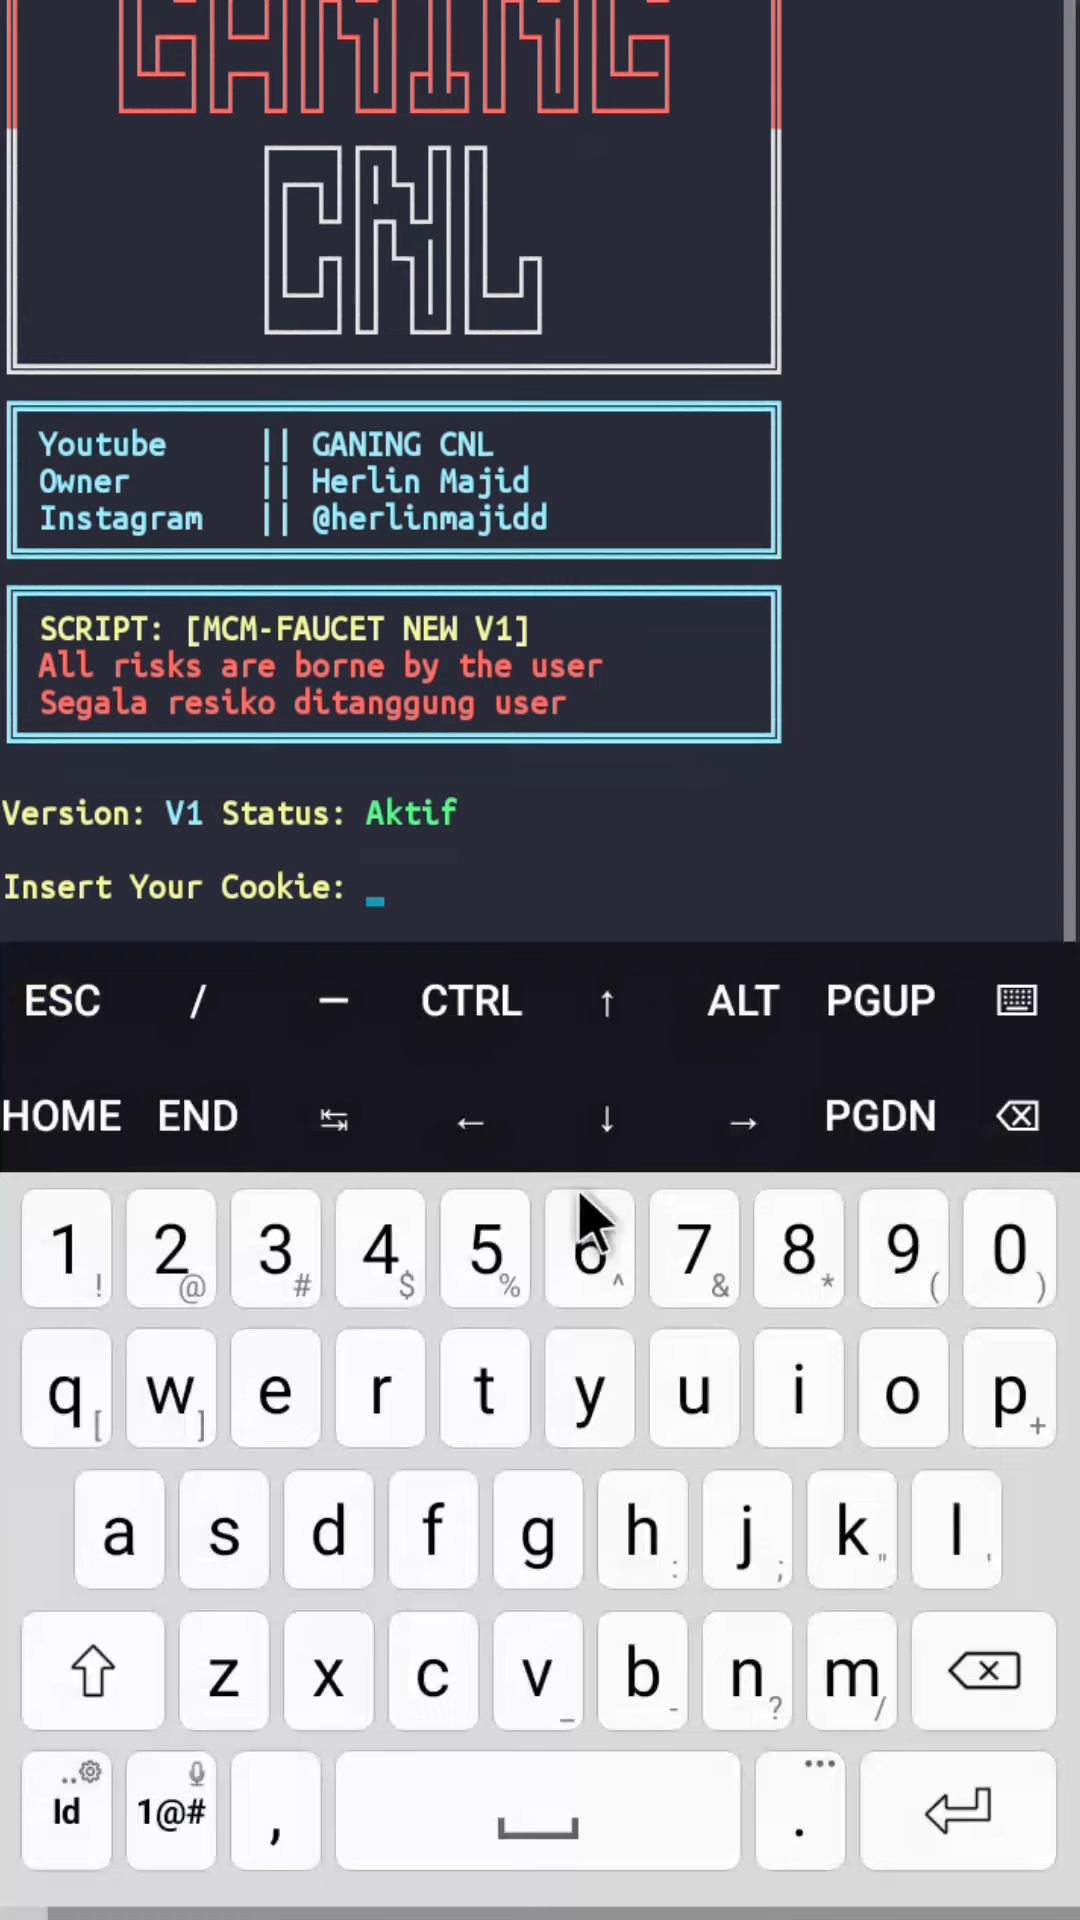 GANING
CNL
Youtube || GANING CNL
Owner || Herlin Majid
Instagram || @herlinmajidd
SCRIPT: [MCM-FAUCET NEW V1]
All risks are borne by the user
Segala resiko ditanggung user
Version: V1 Status: Aktif
Insert Your Cookie:
ESC / — CTRL ↑ ALT PGUP
HOME END ↹ ← ↓ → PGDN
1 ! 2 @ 3 # 4 $ 5 % 6 ^ 7 & 8 * 9 ( 0 )
q [ w ] e r t y u i o p +
a s d f g h : j ; k " l '
z x c v _ b - n ? m /
Id 1@# , . •••